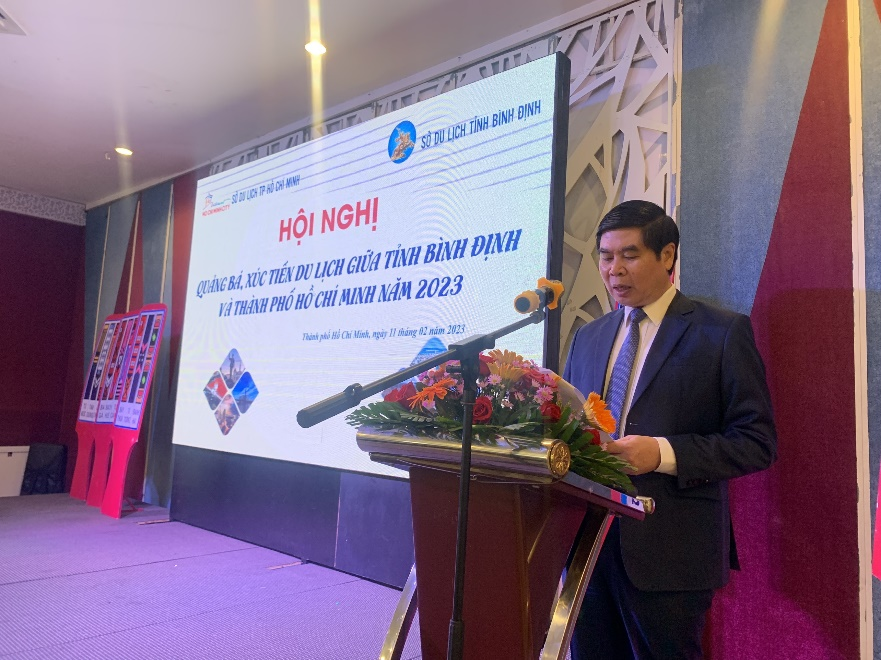 SỞ DU LỊCH TỈNH BÌNH ĐỊNH
SỞ DU LỊCH TP HỒ CHÍ MINH
HỘI NGHỊ
QUẢNG BÁ, XÚC TIẾN DU LỊCH GIỮA TỈNH BÌNH ĐỊNH
VÀ THÀNH PHỐ HỒ CHÍ MINH NĂM 2023
Thành phố Hồ Chí Minh, ngày 11 tháng 02 năm 2023